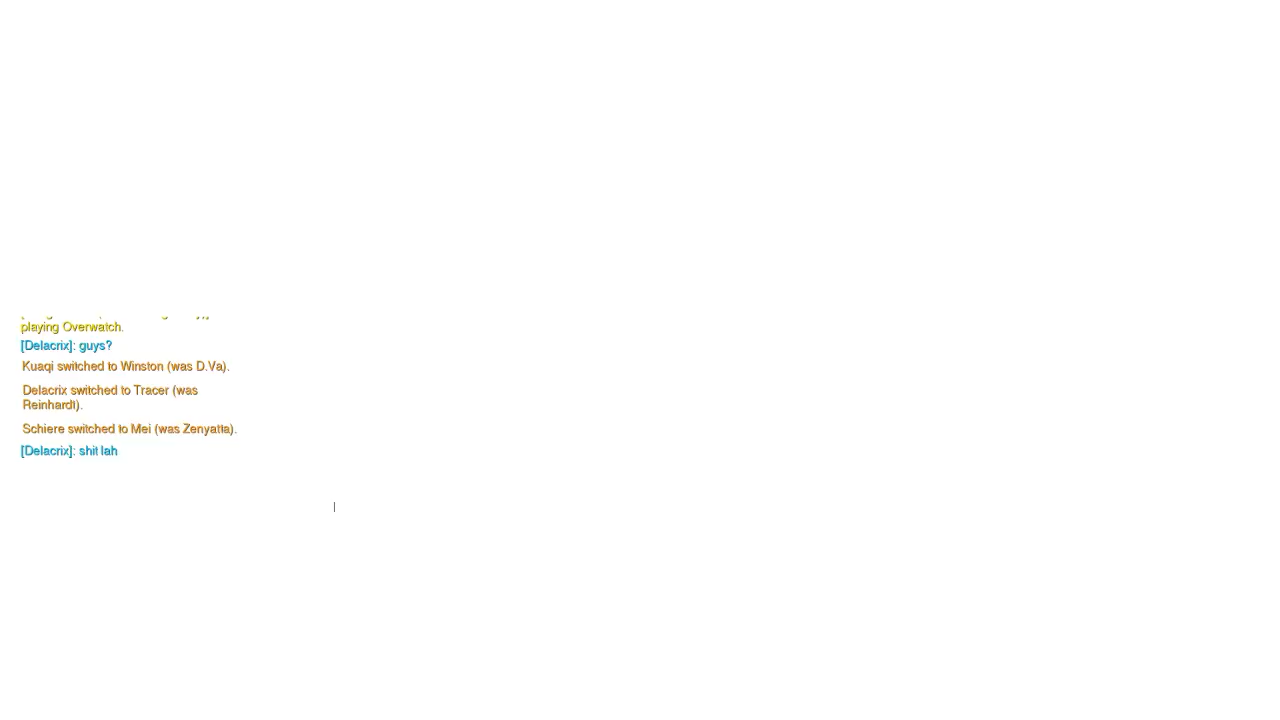 playing Overwatch.
[Delacrix]: guys?
Kuaqi switched to Winston (was D.Va).
Delacrix switched to Tracer (was
Reinhardt).
Schiere switched to Mei (was Zenyatta).
[Delacrix]: shit lah